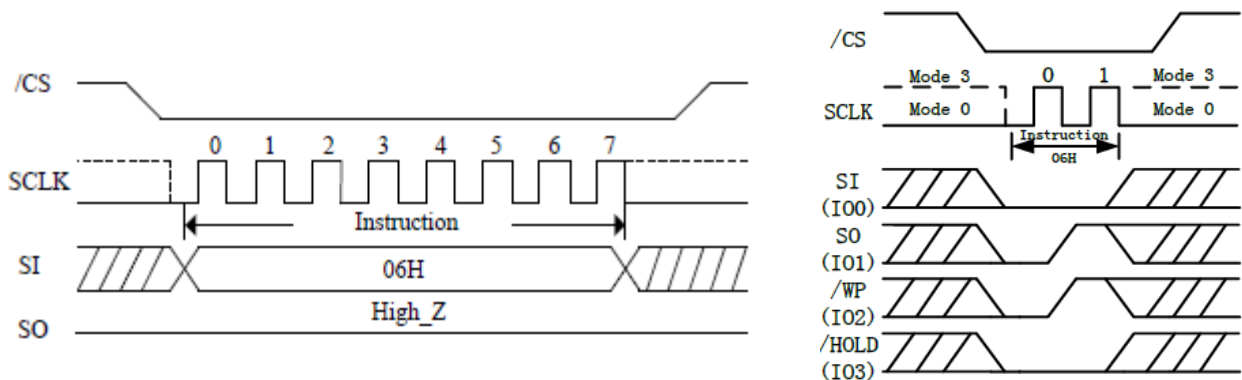 /CS
0 1 2 3 4 5 6 7
SCLK
Instruction
SI
06H
High_Z
SO
/CS
Mode 3 0 1 Mode 3
SCLK Mode 0 Mode 0
Instruction
06H
SI
(IO0)
SO
(IO1)
/WP
(IO2)
/HOLD
(IO3)